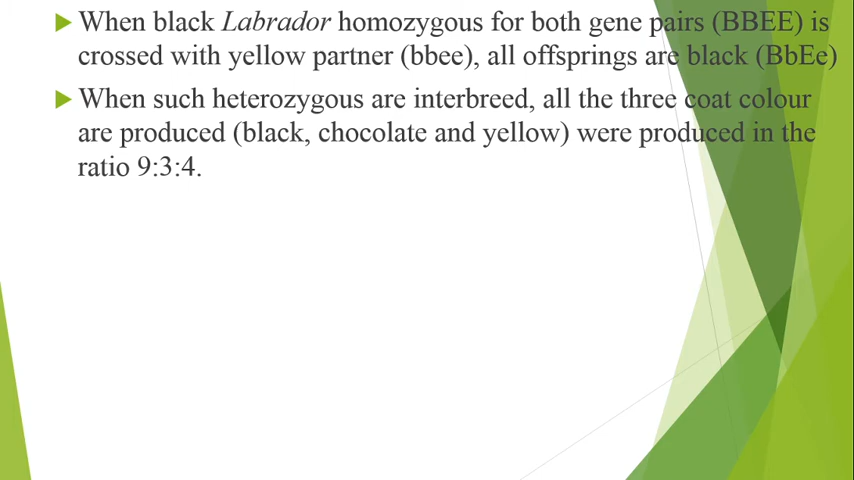 When black Labrador homozygous for both gene pairs (BBEE) is
crossed with yellow partner (bbee), all offsprings are black (BbEe)
When such heterozygous are interbreed, all the three coat colour
are produced (black, chocolate and yellow) were produced in the
ratio 9:3:4.